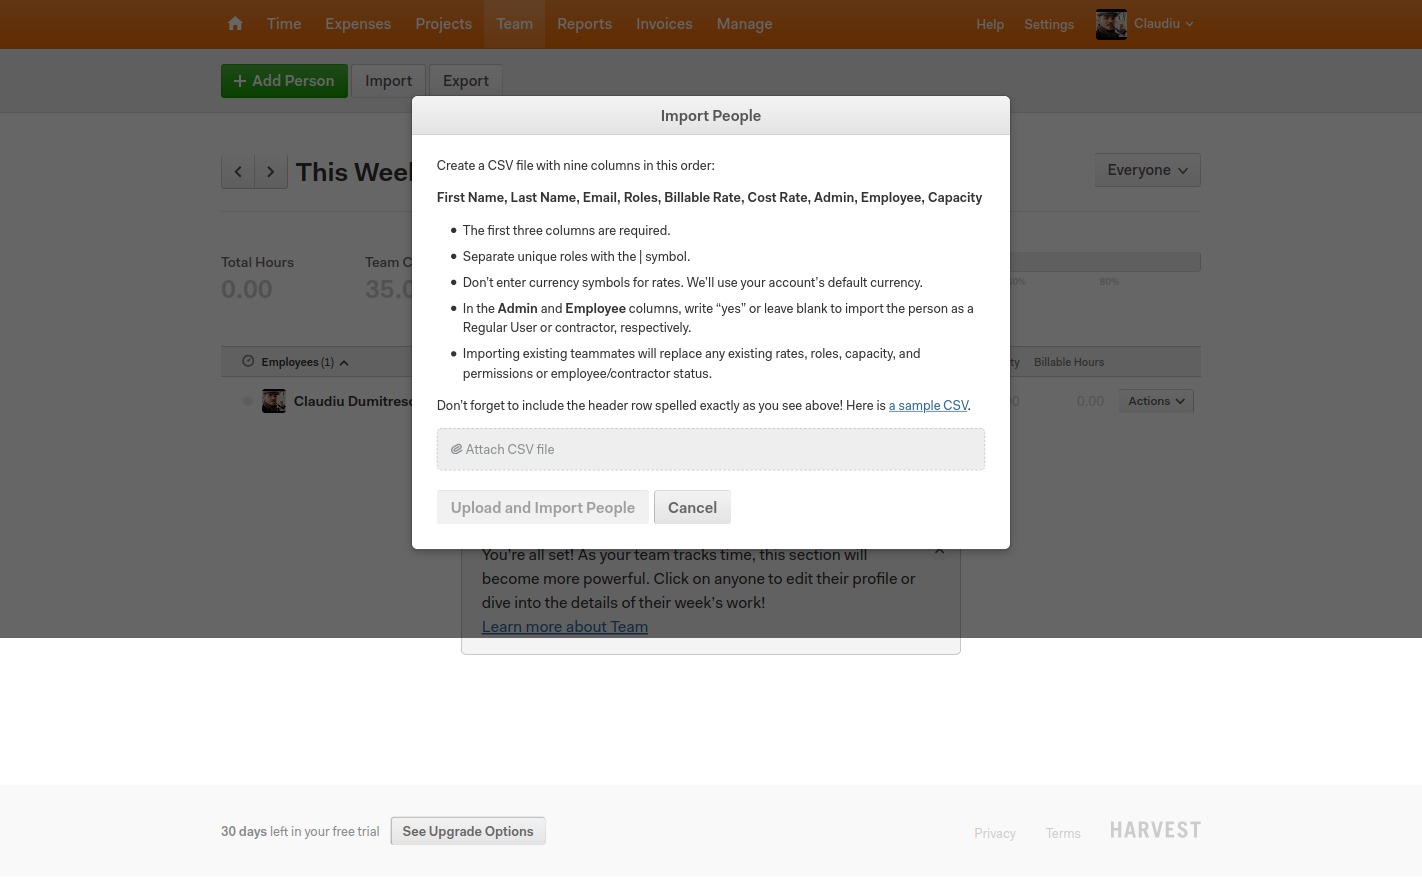 Time Expenses Projects Team Reports Invoices Manage Help Settings Claudiu
+ Add Person Import Export
Import People
This Week
Everyone
Create a CSV file with nine columns in this order:
First Name, Last Name, Email, Roles, Billable Rate, Cost Rate, Admin, Employee, Capacity
• The first three columns are required.
• Separate unique roles with the | symbol.
• Don't enter currency symbols for rates. We'll use your account's default currency.
• In the Admin and Employee columns, write “yes” or leave blank to import the person as a
Regular User or contractor, respectively.
• Importing existing teammates will replace any existing rates, roles, capacity, and
permissions or employee/contractor status.
Don't forget to include the header row spelled exactly as you see above! Here is a sample CSV.
Attach CSV file
Upload and Import People Cancel
Total Hours
0.00
Team C
35.0
80%
Employees (1)
Billable Hours
Claudiu Dumitresc
0.00 Actions
You're all set! As your team tracks time, this section will
become more powerful. Click on anyone to edit their profile or
dive into the details of their week's work!
Learn more about Team
30 days left in your free trial See Upgrade Options
Privacy Terms HARVEST